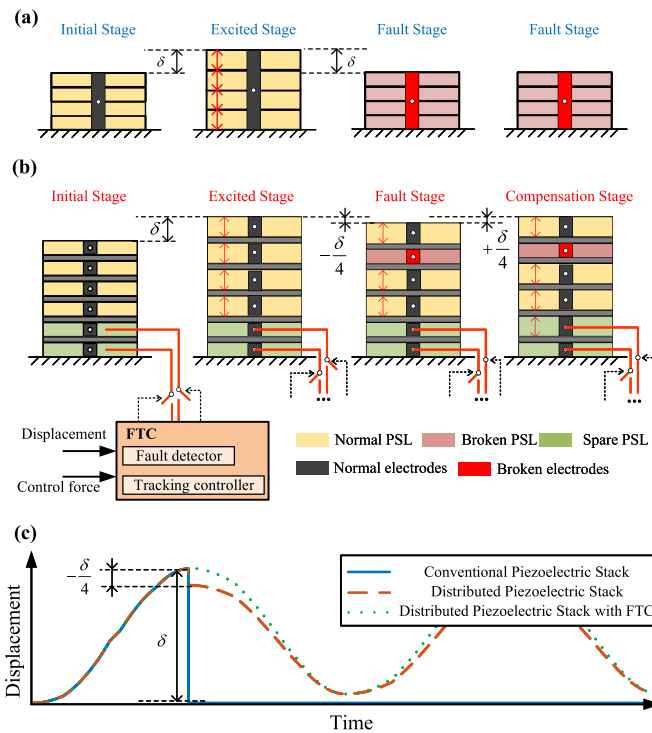 (a)
Initial Stage
Excited Stage
Fault Stage
Fault Stage
δ
δ
(b)
Initial Stage
Excited Stage
Fault Stage
Compensation Stage
δ
−δ/4
+δ/4
Displacement
Control force
FTC
Fault detector
Tracking controller
Normal PSL
Broken PSL
Spare PSL
Normal electrodes
Broken electrodes
(c)
Displacement
−δ/4
δ
Conventional Piezoelectric Stack
Distributed Piezoelectric Stack
Distributed Piezoelectric Stack with FTC
Time